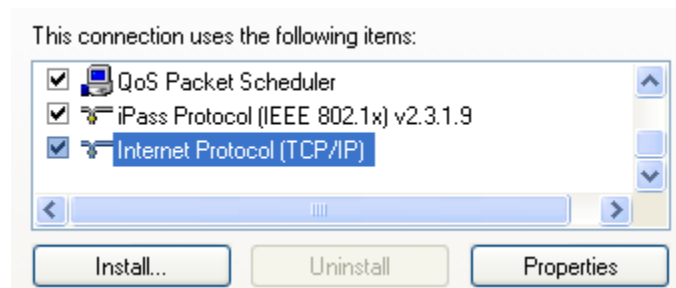 This connection uses the following items:
QoS Packet Scheduler
iPass Protocol (IEEE 802.1x) v2.3.1.9
Internet Protocol (TCP/IP)
Install... Uninstall Properties